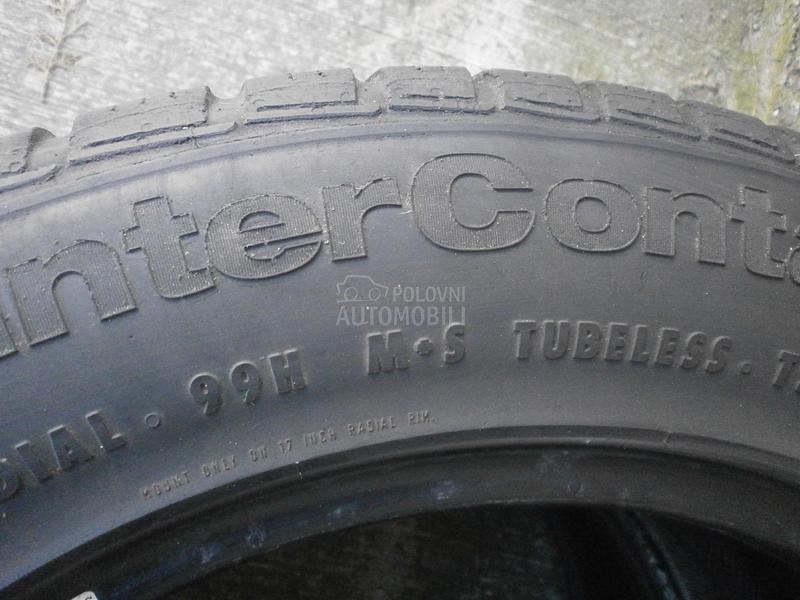 interConta
POLOVNI
AUTOMOBILI
DIAL · 99H M+S TUBELESS · T
MOUNT ONLY ON 17 INCH RADIAL RIM.